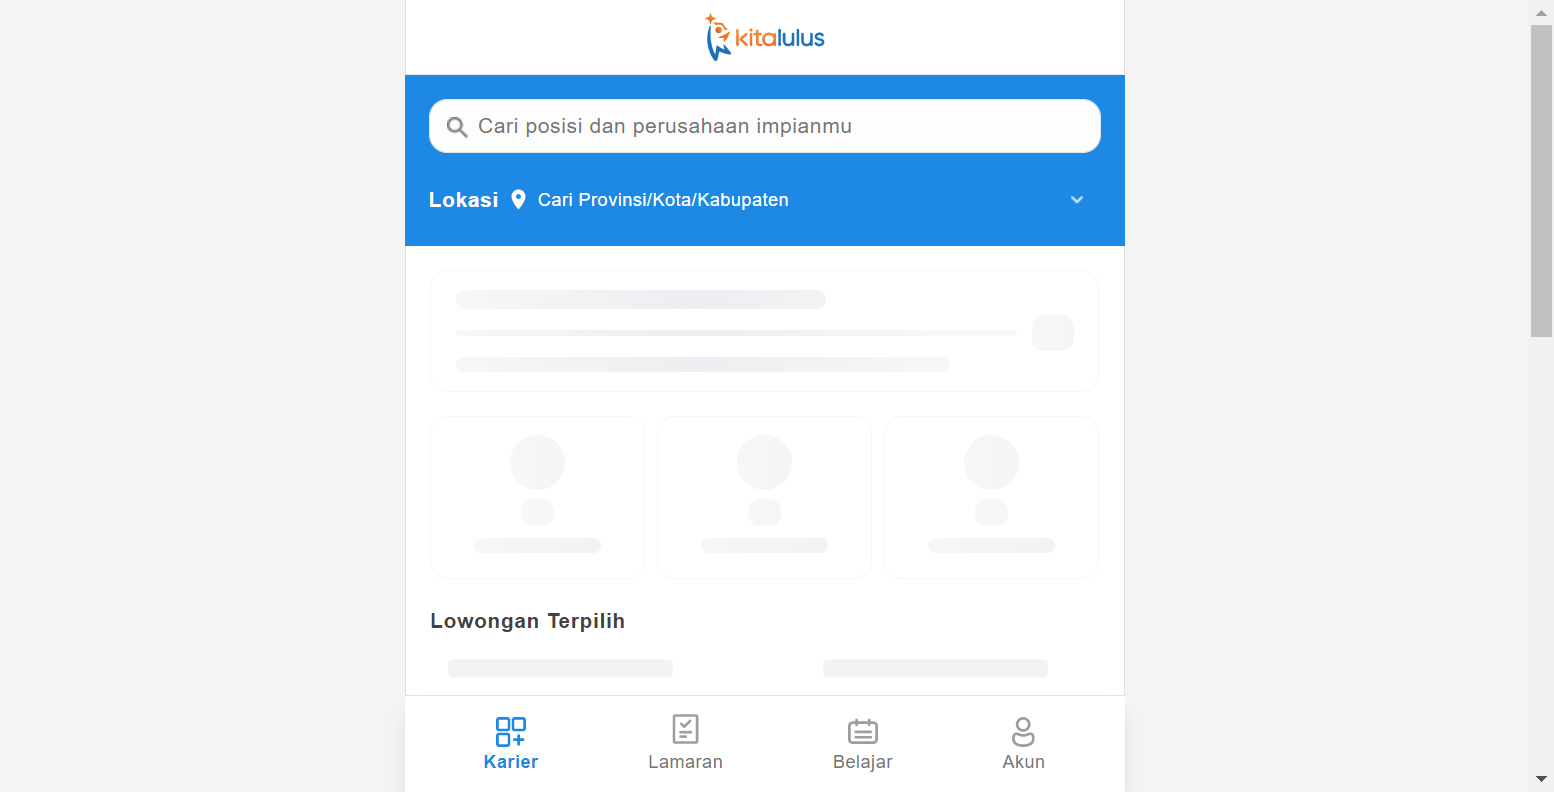 kitalulus
Cari posisi dan perusahaan impianmu
Lokasi Cari Provinsi/Kota/Kabupaten
Lowongan Terpilih
Karier Lamaran Belajar Akun